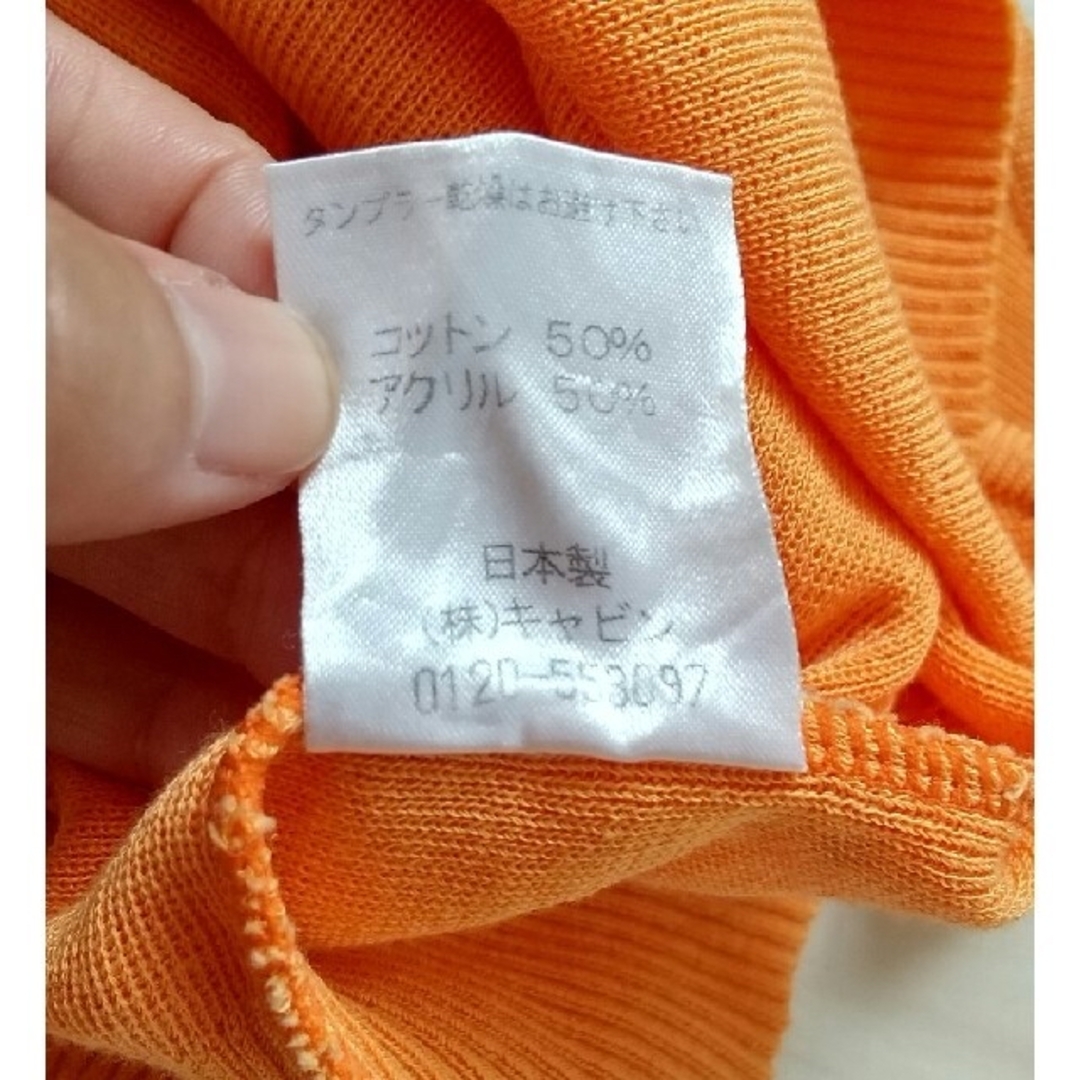 タンブラー乾燥はお避け下さい
コットン 50%
アクリル 50%
日本製
(株)キャビン
0120-553097